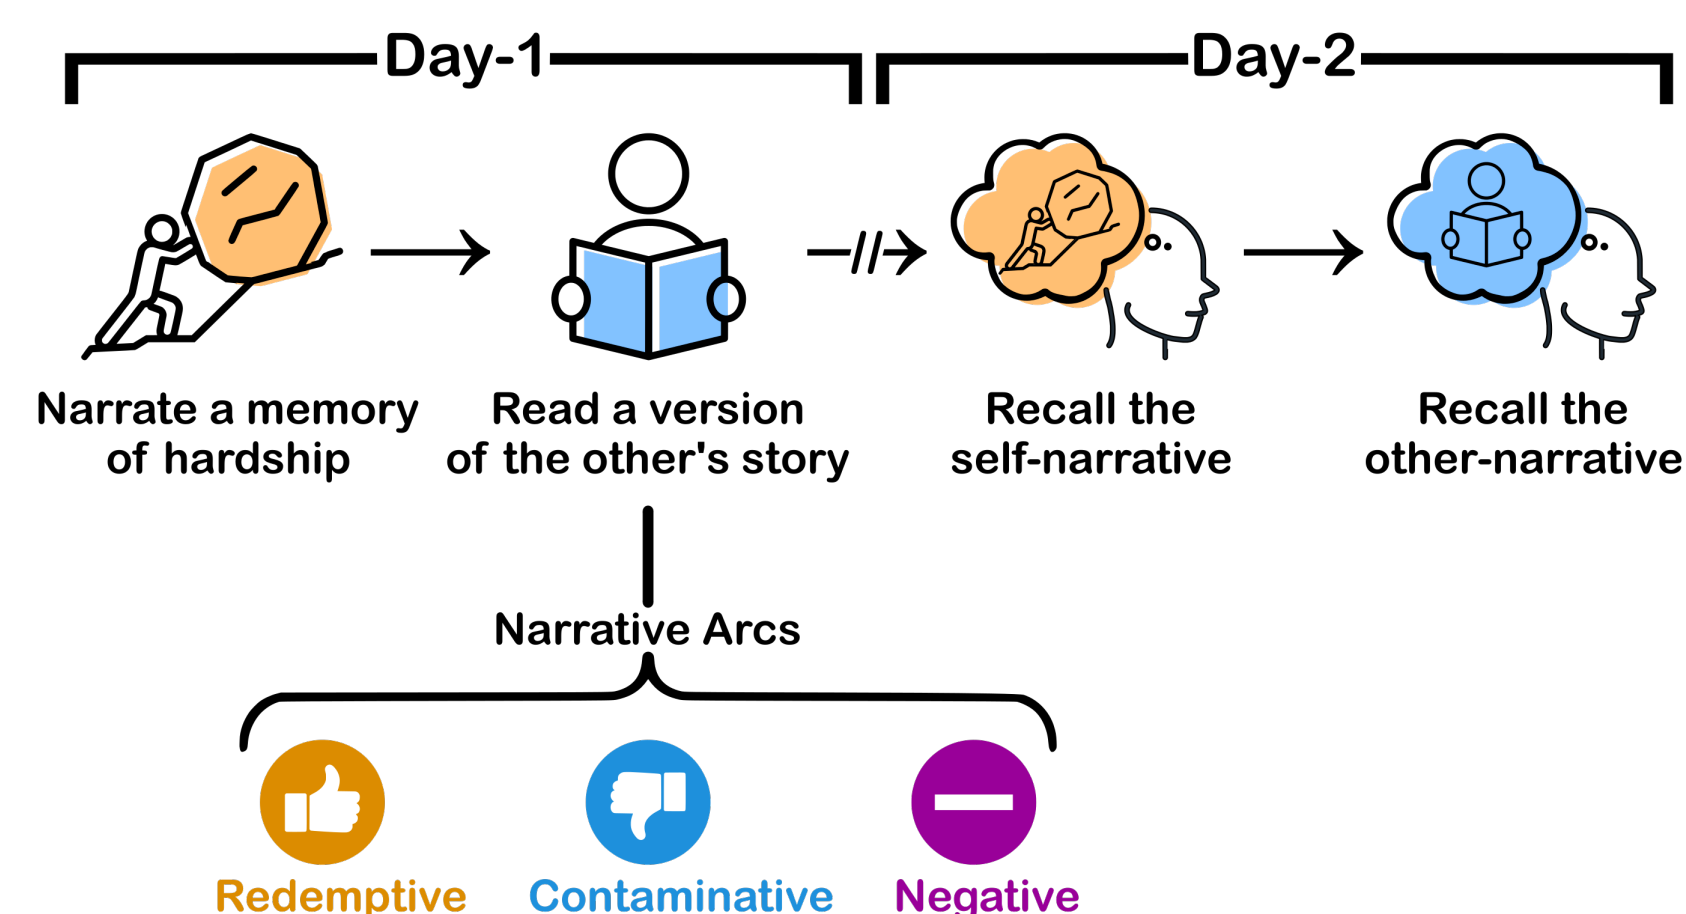 Day-1
Day-2
Narrate a memory
of hardship
Read a version
of the other's story
Recall the
self-narrative
Recall the
other-narrative
Narrative Arcs
Redemptive
Contaminative
Negative